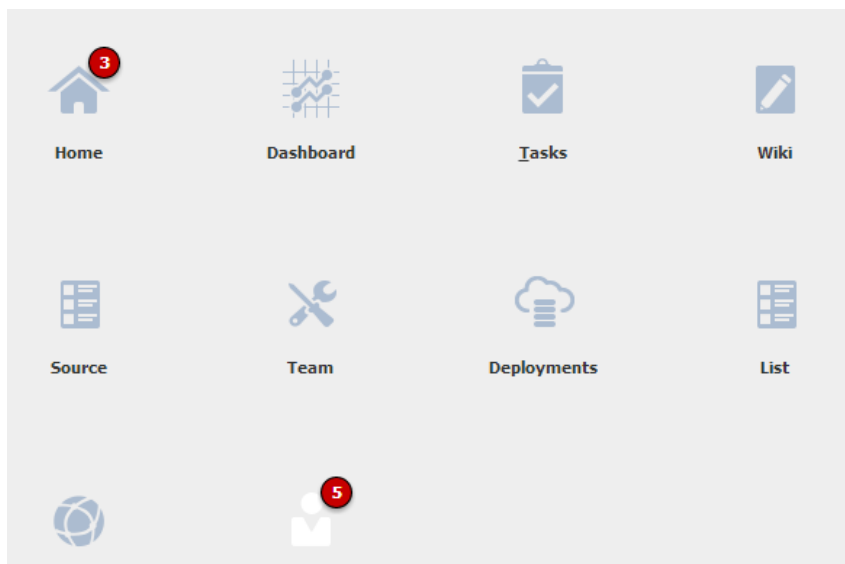 3
Home
Dashboard
Tasks
Wiki
Source
Team
Deployments
List
5